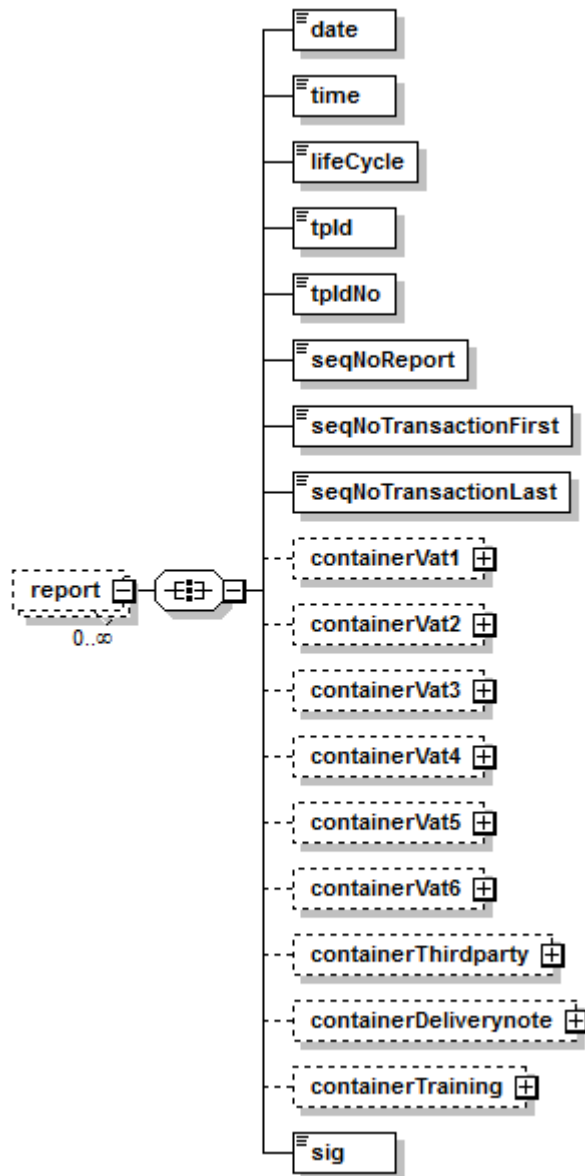 date
time
lifeCycle
tpId
tpIdNo
seqNoReport
seqNoTransactionFirst
seqNoTransactionLast
report
0..∞
containerVat1
containerVat2
containerVat3
containerVat4
containerVat5
containerVat6
containerThirdparty
containerDeliverynote
containerTraining
sig